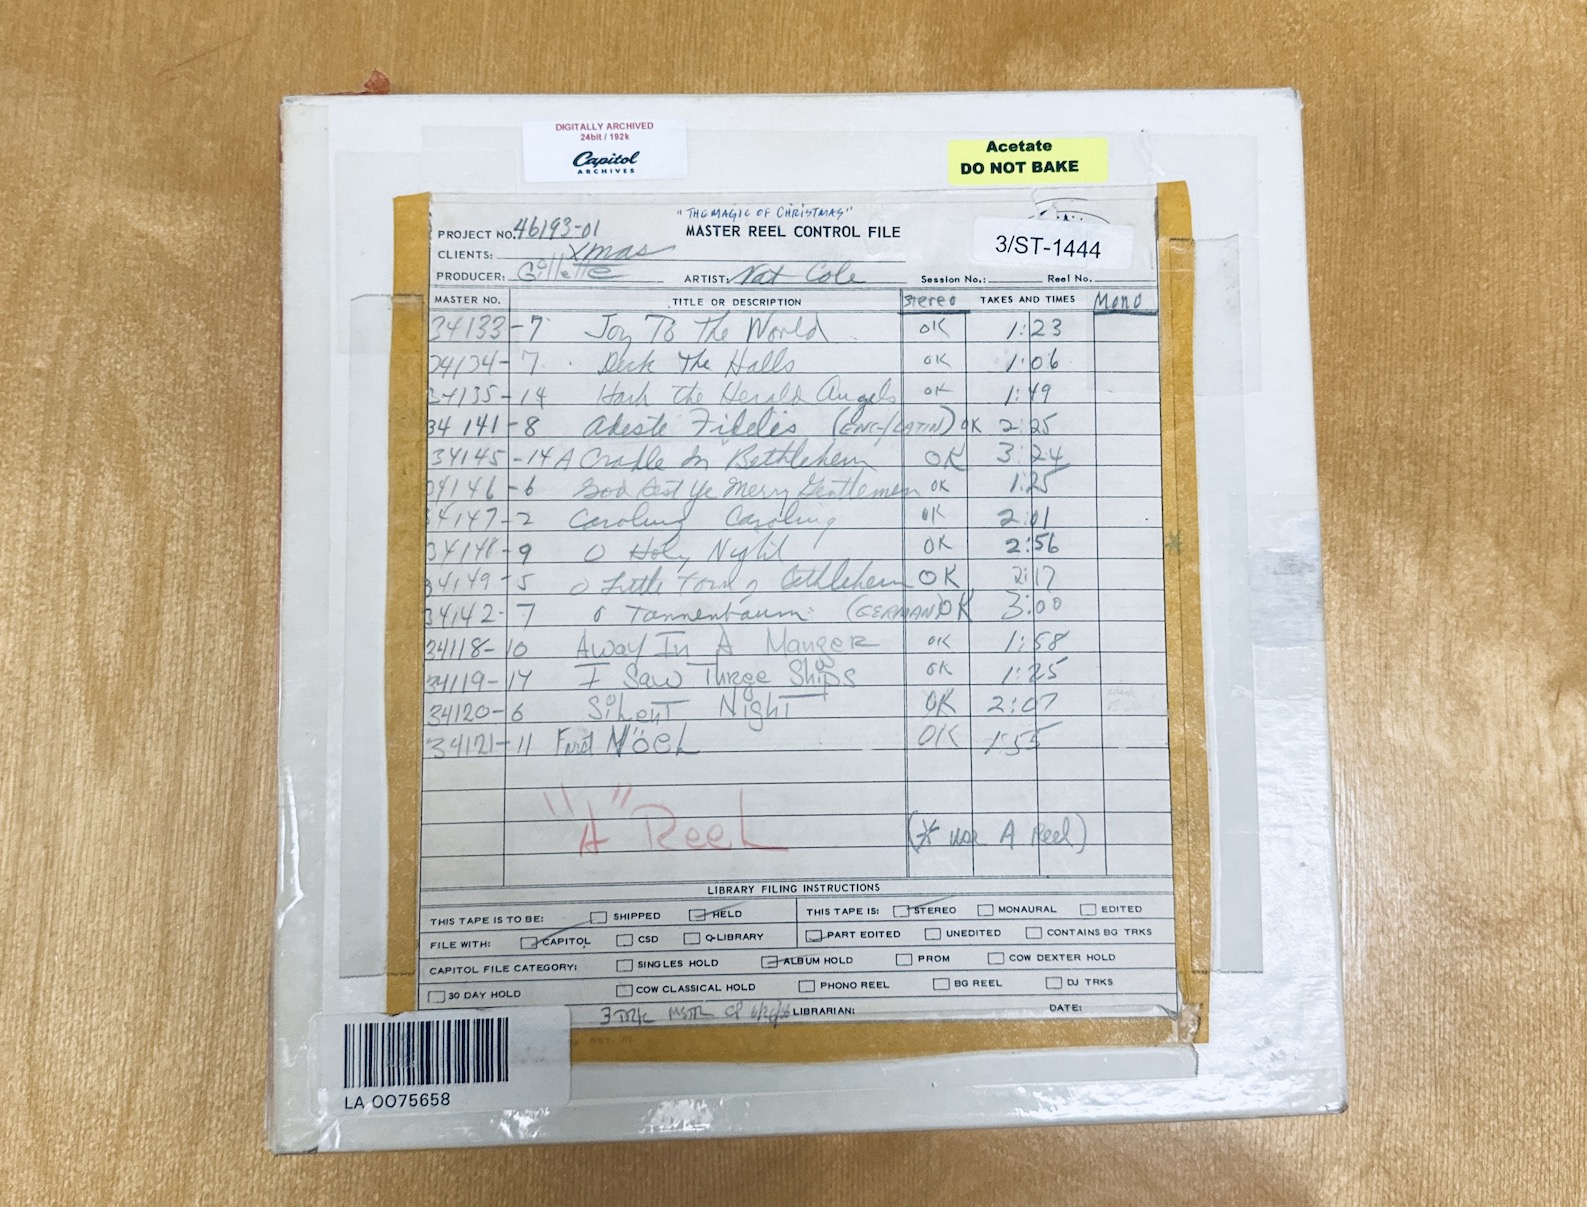 DIGITALLY ARCHIVED
24bit / 192k
Capitol
ARCHIVES
Acetate
DO NOT BAKE
"THE MAGIC OF CHRISTMAS"
PROJECT NO. 46193-01 MASTER REEL CONTROL FILE 3/ST-1444
CLIENTS: Xmas
PRODUCER: Gillette ARTIST: Nat Cole Session No.: Reel No.
MASTER NO. TITLE OR DESCRIPTION Stereo TAKES AND TIMES Mono
34133-7 Joy To The World OK 1:23
34134-7 Deck The Halls OK 1:06
34135-14 Hark The Herald Angels OK 1:49
34141-8 Adeste Fideles (ENG/LATIN) OK 2:25
34145-14 A Cradle In Bethlehem OK 3:24
34146-6 God Rest Ye Merry Gentlemen OK 1:25
34147-2 Caroling Caroling OK 2:01
34148-9 O Holy Night OK 2:56
34149-5 O Little Town of Bethlehem OK 2:17
34142-7 O Tannenbaum (GERMAN) OK 3:00
34118-10 Away In A Manger OK 1:58
34119-14 I Saw Three Ships OK 1:25
34120-6 Silent Night OK 2:07
34121-11 First Nöel OK 1:55
"A" Reel
(* use A Reel)
LIBRARY FILING INSTRUCTIONS
THIS TAPE IS TO BE: SHIPPED HELD THIS TAPE IS: STEREO MONAURAL EDITED
FILE WITH: CAPITOL CSD Q-LIBRARY PART EDITED UNEDITED CONTAINS BG TRKS
CAPITOL FILE CATEGORY: SINGLES HOLD ALBUM HOLD PROM COW DEXTER HOLD
30 DAY HOLD COW CLASSICAL HOLD PHONO REEL BG REEL DJ TRKS
LIBRARIAN: DATE:
LA 0075658